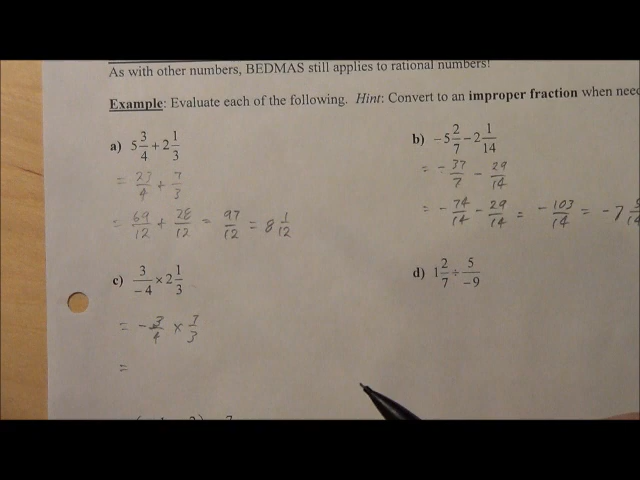 As with other numbers, BEDMAS still applies to rational numbers!
Example: Evaluate each of the following. Hint: Convert to an improper fraction when
a) 5 3/4 + 2 1/3
= 23/4 + 7/3
= 69/12 + 28/12 = 97/12 = 8 1/12
b) -5 2/7 - 2 1/14
= -37/7 - 29/14
= -74/14 - 29/14 = -103/14 = -7
c) 3/-4 × 2 1/3
= -3/4 × 7/3
=
d) 1 2/7 ÷ 5/-9